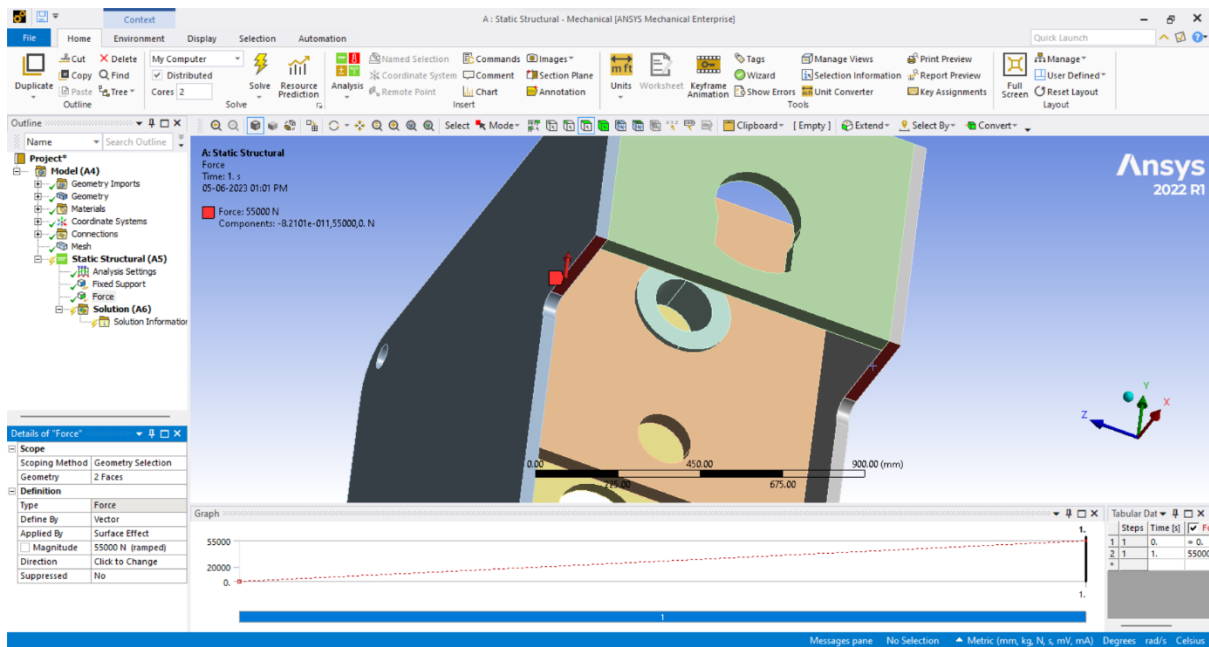 Context
A : Static Structural - Mechanical [ANSYS Mechanical Enterprise]
File Home Environment Display Selection Automation
Quick Launch
Duplicate
Cut
Copy
Paste
Delete
Find
Tree
Outline
My Computer
Distributed
Cores 2
Solve
Resource Prediction
Solve
Analysis
Named Selection
Coordinate System
Remote Point
Commands
Comment
Chart
Images
Section Plane
Annotation
Insert
Units
Worksheet
Keyframe Animation
Tags
Wizard
Show Errors
Manage Views
Selection Information
Unit Converter
Print Preview
Report Preview
Key Assignments
Tools
Full Screen
Manage
User Defined
Reset Layout
Layout
Outline
Name
Search Outline
Select Mode
Clipboard [ Empty ] Extend Select By Convert
Project*
Model (A4)
Geometry Imports
Geometry
Materials
Coordinate Systems
Connections
Mesh
Static Structural (A5)
Analysis Settings
Fixed Support
Force
Solution (A6)
Solution Informatior
A: Static Structural
Force
Time: 1. s
05-06-2023 01:01 PM
Force: 55000 N
Components: -8.2101e-011,55000,0. N
Ansys
2022 R1
Y
X
Z
0.00 450.00 900.00 (mm)
225.00 675.00
Details of "Force"
Scope
Scoping Method Geometry Selection
Geometry 2 Faces
Definition
Type Force
Define By Vector
Applied By Surface Effect
Magnitude 55000 N (ramped)
Direction Click to Change
Suppressed No
Graph
1.
55000
20000
0.
1.
1
Tabular Dat
Steps Time [s] Fo
1 1 0. = 0.
2 1 1. 55000
*
Messages pane No Selection Metric (mm, kg, N, s, mV, mA) Degrees rad/s Celsius